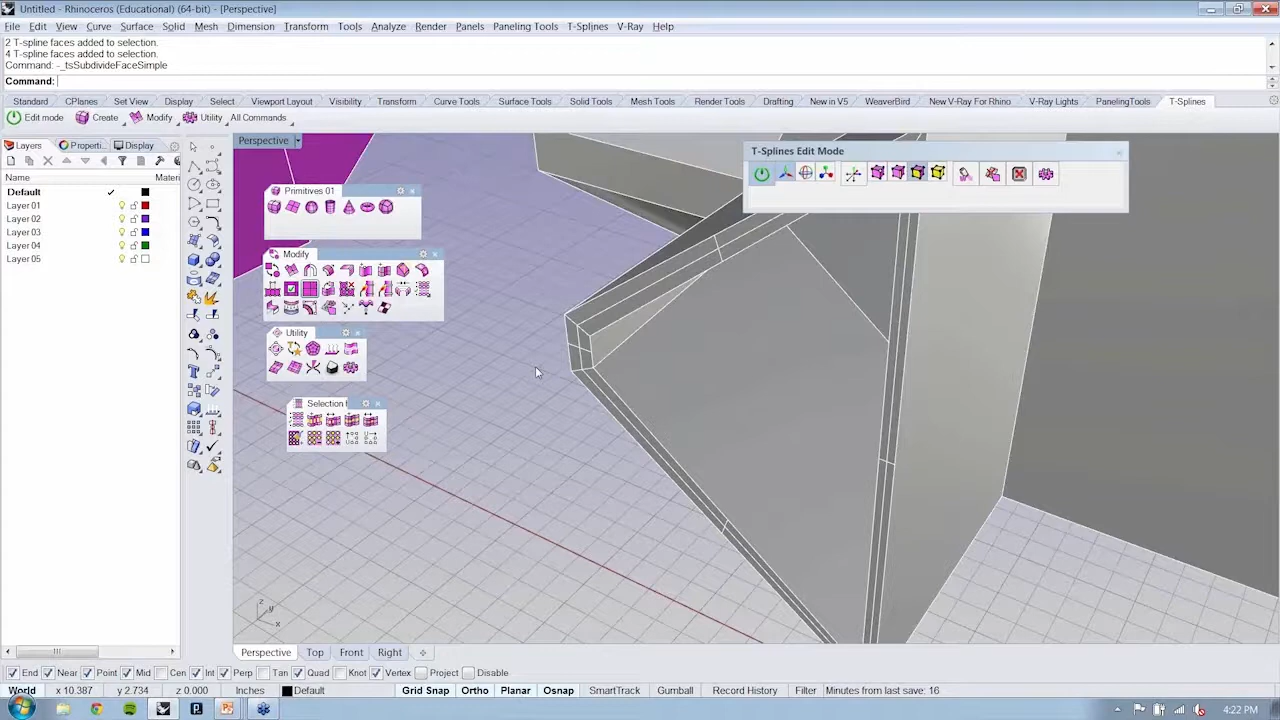 Untitled - Rhinoceros (Educational) (64-bit) - [Perspective]
File Edit View Curve Surface Solid Mesh Dimension Transform Tools Analyze Render Panels Paneling Tools T-Splines V-Ray Help
2 T-spline faces added to selection.
4 T-spline faces added to selection.
Command: -_tsSubdivideFaceSimple
Command:
Standard CPlanes Set View Display Select Viewport Layout Visibility Transform Curve Tools Surface Tools Solid Tools Mesh Tools Render Tools Drafting New in V5 WeaverBird New V-Ray For Rhino V-Ray Lights PanelingTools T-Splines
Edit mode Create Modify Utility All Commands
Layers Properti... Display
Perspective
T-Splines Edit Mode
Name Materi
Default
Layer 01
Layer 02
Layer 03
Layer 04
Layer 05
Primitives 01
Modify
Utility
Selection
z
y
x
Perspective Top Front Right
End Near Point Mid Cen Int Perp Tan Quad Knot Vertex Project Disable
World x 10.387 y 2.734 z 0.000 Inches Default Grid Snap Ortho Planar Osnap SmartTrack Gumball Record History Filter Minutes from last save: 16
4:22 PM